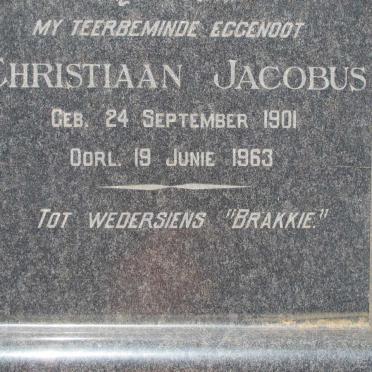 MY TEERBEMINDE EGGENOOT
CHRISTIAAN JACOBUS
GEB. 24 SEPTEMBER 1901
OORL. 19 JUNIE 1963
TOT WEDERSIENS "BRAKKIE."